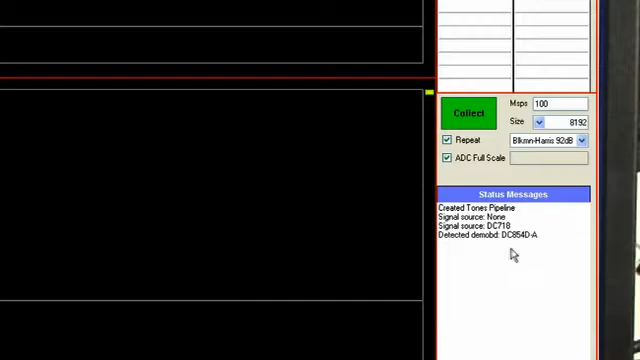 Msps 100
Collect
Size 8192
Repeat Blkmn-Harris 92dB
ADC Full Scale
Status Messages
Created Tones Pipeline
Signal source: None
Signal source: DC718
Detected demobd: DC854D-A